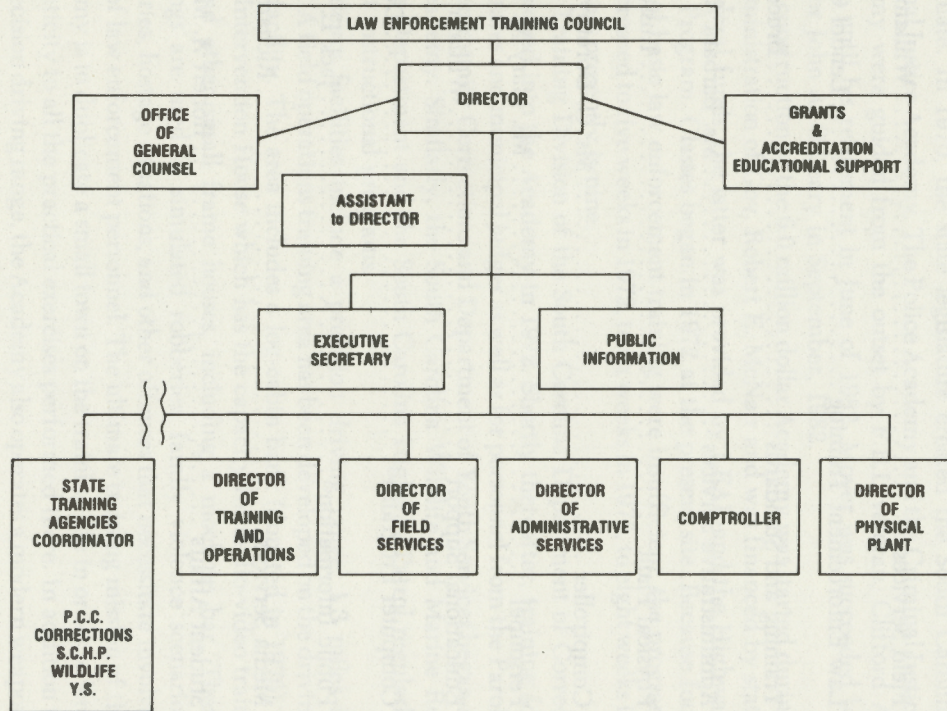 LAW ENFORCEMENT TRAINING COUNCIL
DIRECTOR
OFFICE
OF
GENERAL
COUNSEL
GRANTS
&
ACCREDITATION
EDUCATIONAL SUPPORT
ASSISTANT
to DIRECTOR
EXECUTIVE
SECRETARY
PUBLIC
INFORMATION
STATE
TRAINING
AGENCIES
COORDINATOR
P.C.C.
CORRECTIONS
S.C.H.P.
WILDLIFE
Y.S.
DIRECTOR
OF
TRAINING
AND
OPERATIONS
DIRECTOR
OF
FIELD
SERVICES
DIRECTOR
OF
ADMINISTRATIVE
SERVICES
COMPTROLLER
DIRECTOR
OF
PHYSICAL
PLANT